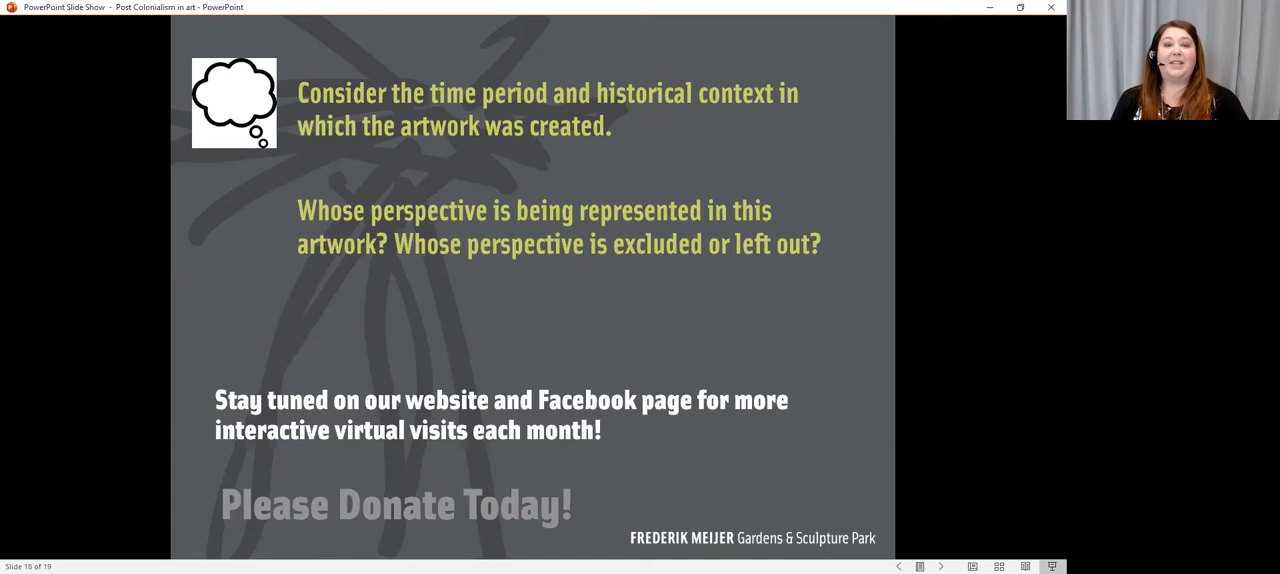 PowerPoint Slide Show - Post Colonialism in art - PowerPoint
Consider the time period and historical context in
which the artwork was created.
Whose perspective is being represented in this
artwork? Whose perspective is excluded or left out?
Stay tuned on our website and Facebook page for more
interactive virtual visits each month!
Please Donate Today!
FREDERIK MEIJER Gardens & Sculpture Park
Slide 18 of 19